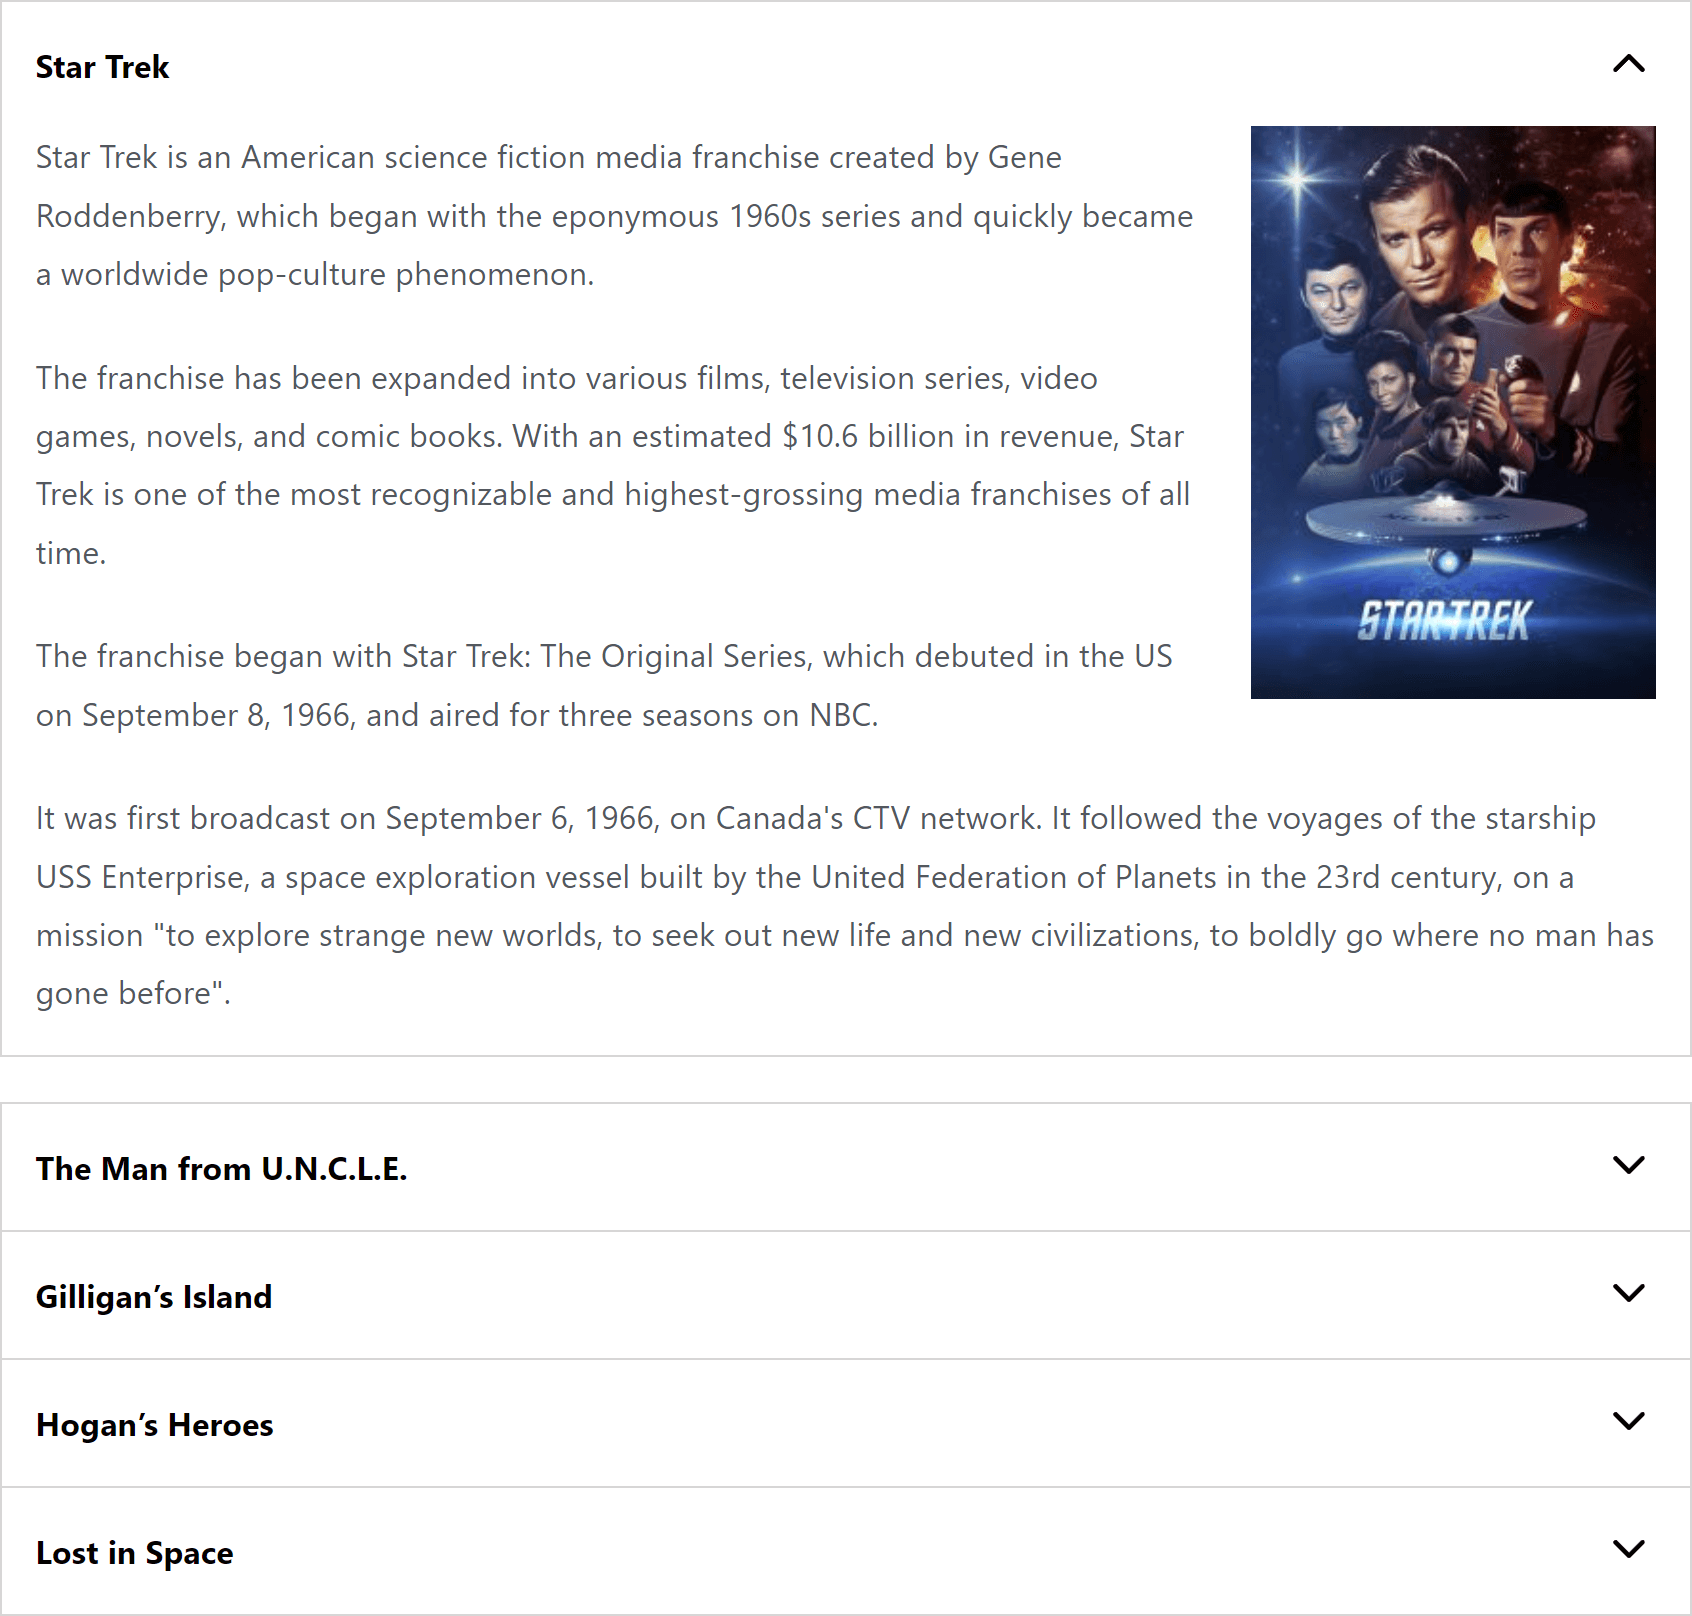 Star Trek
Star Trek is an American science fiction media franchise created by Gene
Roddenberry, which began with the eponymous 1960s series and quickly became
a worldwide pop-culture phenomenon.
The franchise has been expanded into various films, television series, video
games, novels, and comic books. With an estimated $10.6 billion in revenue, Star
Trek is one of the most recognizable and highest-grossing media franchises of all
time.
The franchise began with Star Trek: The Original Series, which debuted in the US
on September 8, 1966, and aired for three seasons on NBC.
STAR TREK
It was first broadcast on September 6, 1966, on Canada's CTV network. It followed the voyages of the starship
USS Enterprise, a space exploration vessel built by the United Federation of Planets in the 23rd century, on a
mission "to explore strange new worlds, to seek out new life and new civilizations, to boldly go where no man has
gone before".
The Man from U.N.C.L.E.
Gilligan’s Island
Hogan’s Heroes
Lost in Space